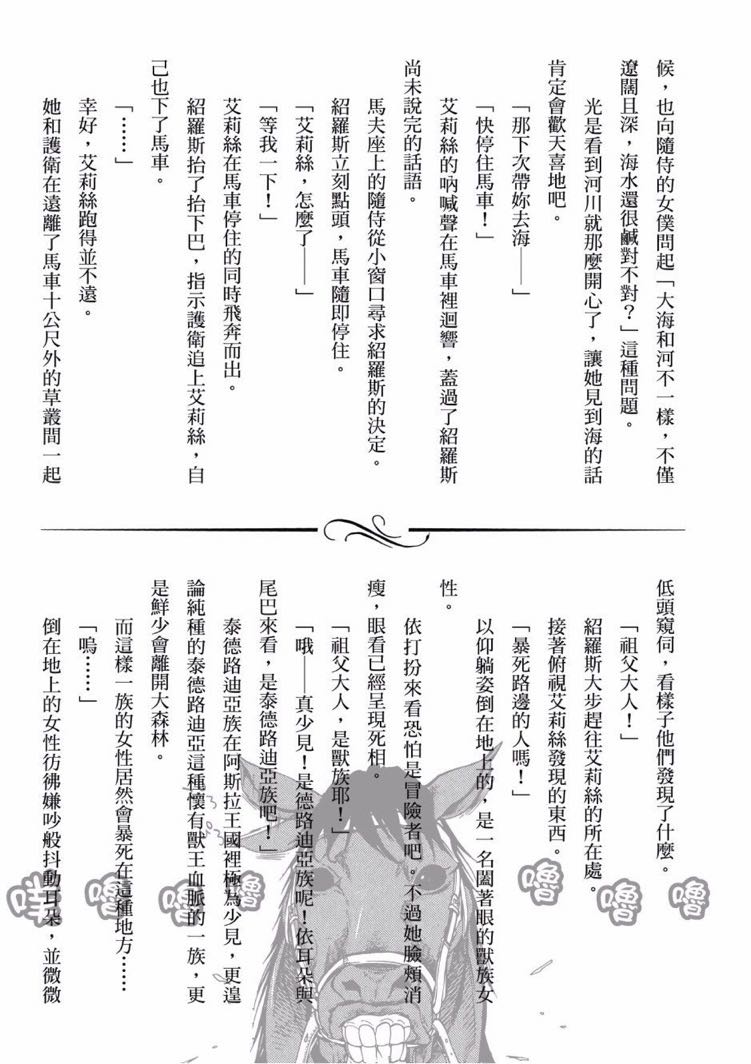 候，也向隨侍的女僕問起「大海和河不一樣，不僅
遼闊且深，海水還很鹹對不對？」這種問題。
光是看到河川就那麼開心了，讓她見到海的話
肯定會歡天喜地吧。
「那下次帶妳去海——」
「快停住馬車！」
艾莉絲的吶喊聲在馬車裡迴響，蓋過了紹羅斯
尚未說完的話語。
馬夫座上的隨侍從小窗口尋求紹羅斯的決定。
紹羅斯立刻點頭，馬車隨即停住。
「艾莉絲，怎麼了——」
「等我一下！」
艾莉絲在馬車停住的同時飛奔而出。
紹羅斯抬了抬下巴，指示護衛追上艾莉絲，自
己也下了馬車。
「……」
幸好，艾莉絲跑得並不遠。
她和護衛在遠離了馬車十公尺外的草叢間一起
低頭窺伺，看樣子他們發現了什麼。
「祖父大人！」
紹羅斯大步趕往艾莉絲的所在處。
接著俯視艾莉絲發現的東西。
「暴死路邊的人嗎！」
以仰躺姿倒在地上的，是一名闔著眼的獸族女
性。
依打扮來看恐怕是冒險者吧。不過她臉頰消
瘦，眼看已經呈現死相。
「祖父大人，是獸族耶！」
「哦——真少見！是德路迪亞族呢！依耳朵與
尾巴來看，是泰德路迪亞族吧！」
泰德路迪亞族在阿斯拉王國裡極為少見，更遑
論純種的泰德路迪亞這種懷有獸王血脈的一族，更
是鮮少會離開大森林。
而這樣一族的女性居然會暴死在這種地方……
「嗚……」
倒在地上的女性彷彿嫌吵般抖動耳朵，並微微
嚕
嚕
嚕
嚕
嚕
嚕
噗